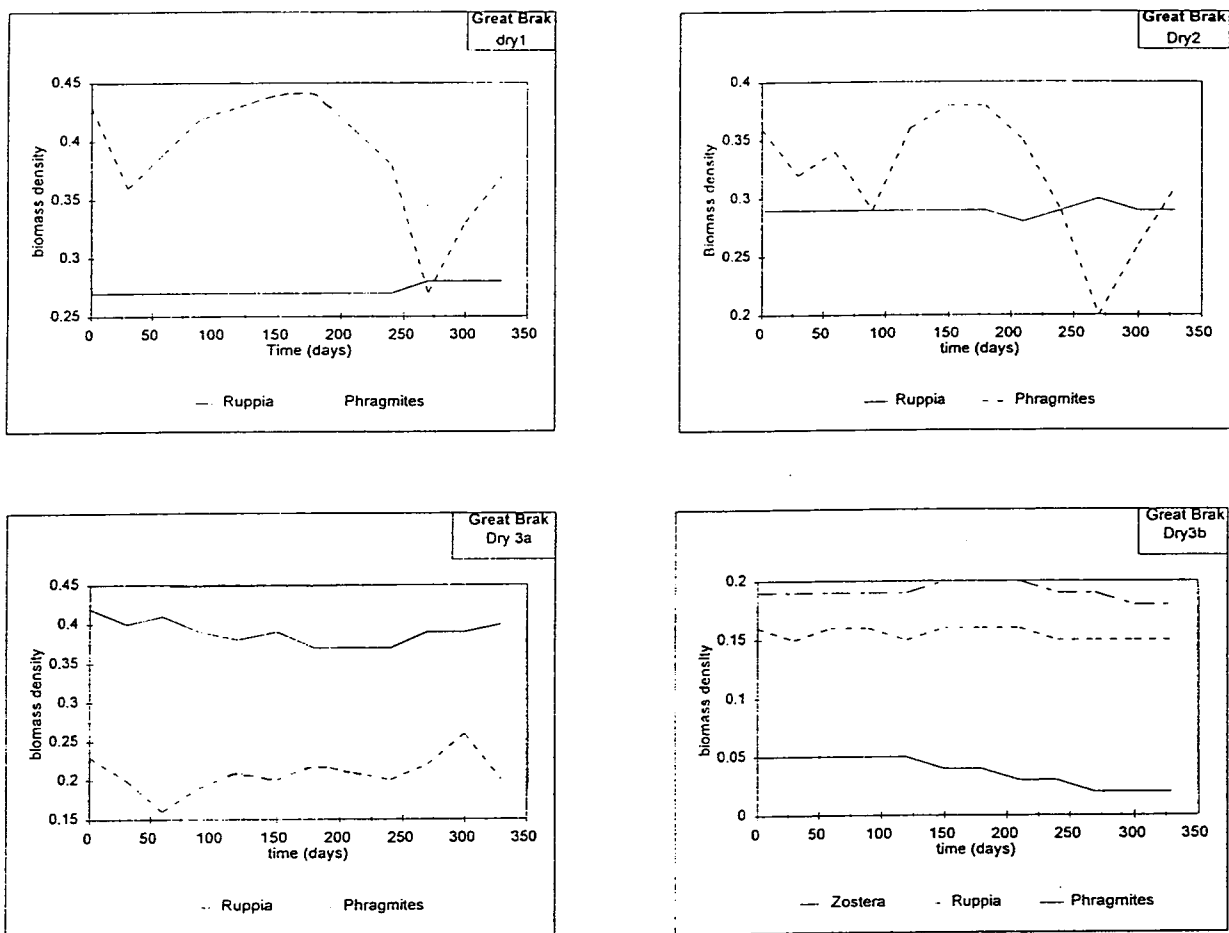 Great Brak
dry1
0.45
0.4
0.35
0.3
0.25
biomass density
0 50 100 150 200 250 300 350
Time (days)
Ruppia Phragmites
Great Brak
Dry2
0.4
0.35
0.3
0.25
0.2
Biomass density
0 50 100 150 200 250 300 350
time (days)
Ruppia Phragmites
Great Brak
Dry 3a
0.45
0.4
0.35
0.3
0.25
0.2
0.15
biomass density
0 50 100 150 200 250 300 350
time (days)
Ruppia Phragmites
Great Brak
Dry3b
0.2
0.15
0.1
0.05
0
biomass density
0 50 100 150 200 250 300 350
time (days)
Zostera Ruppia Phragmites